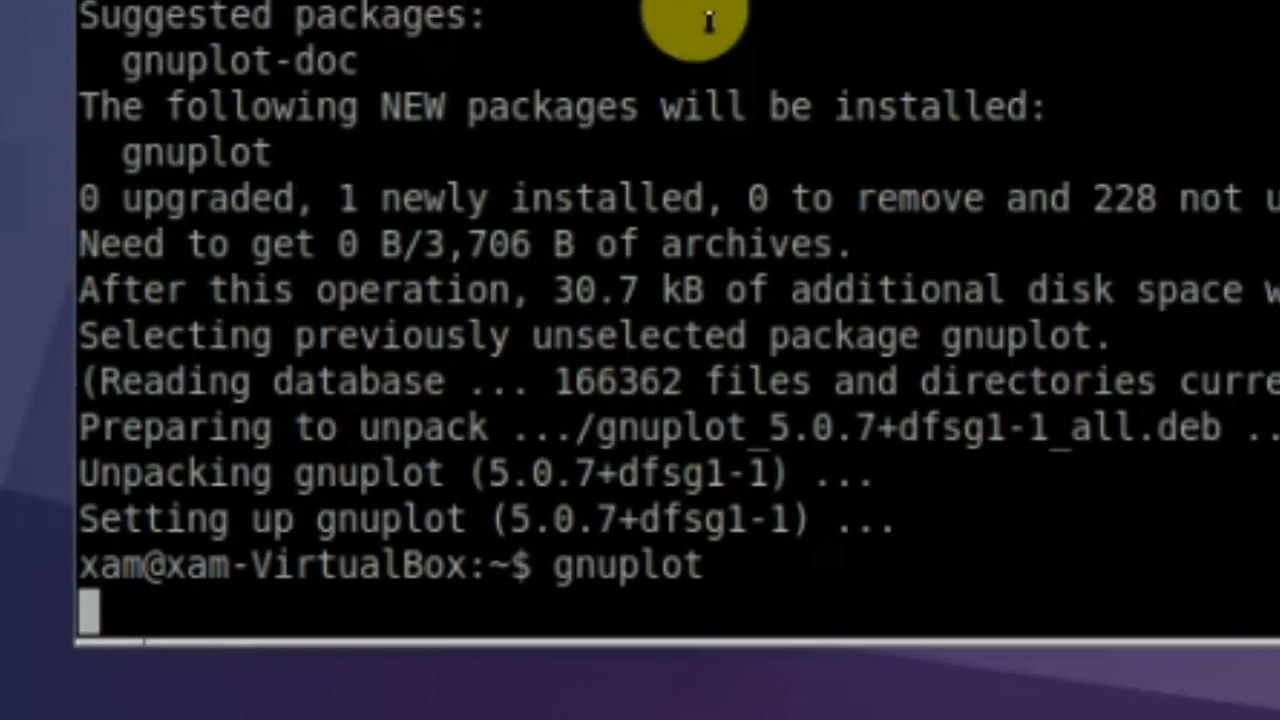 Suggested packages:
gnuplot-doc
The following NEW packages will be installed:
gnuplot
0 upgraded, 1 newly installed, 0 to remove and 228 not
Need to get 0 B/3,706 B of archives.
After this operation, 30.7 kB of additional disk space
Selecting previously unselected package gnuplot.
(Reading database ... 166362 files and directories curre
Preparing to unpack .../gnuplot_5.0.7+dfsg1-1_all.deb ..
Unpacking gnuplot (5.0.7+dfsg1-1) ...
Setting up gnuplot (5.0.7+dfsg1-1) ...
xam@xam-VirtualBox:~$ gnuplot